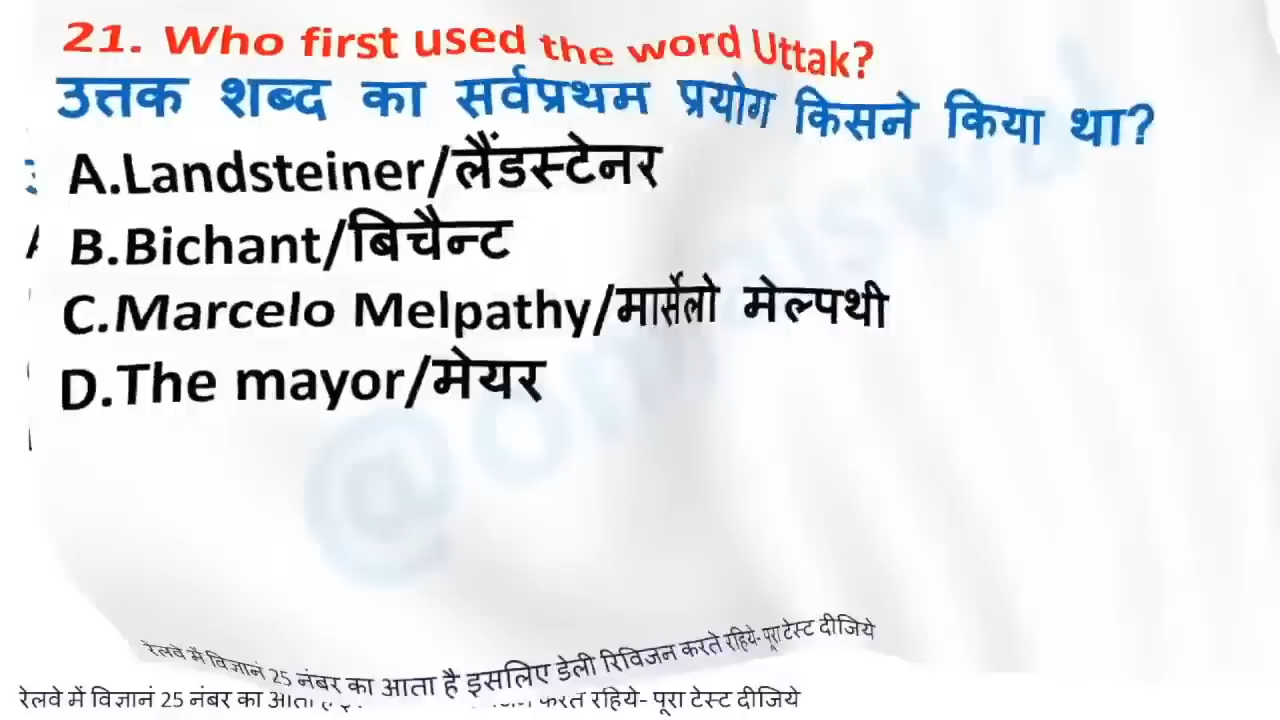 21. Who first used the word Uttak?
उत्तक शब्द का सर्वप्रथम प्रयोग किसने किया था?
A.Landsteiner/लैंडस्टेनर
B.Bichant/बिचैन्ट
C.Marcelo Melpathy/मार्सेलो मेल्पथी
D.The mayor/मेयर
रेलवे में विज्ञानं 25 नंबर का आता है इसलिए डेली रिविजन करते रहिये- पूरा टेस्ट दीजिये
रेलवे में विज्ञानं 25 नंबर का आता रहिये- पूरा टेस्ट दीजिये